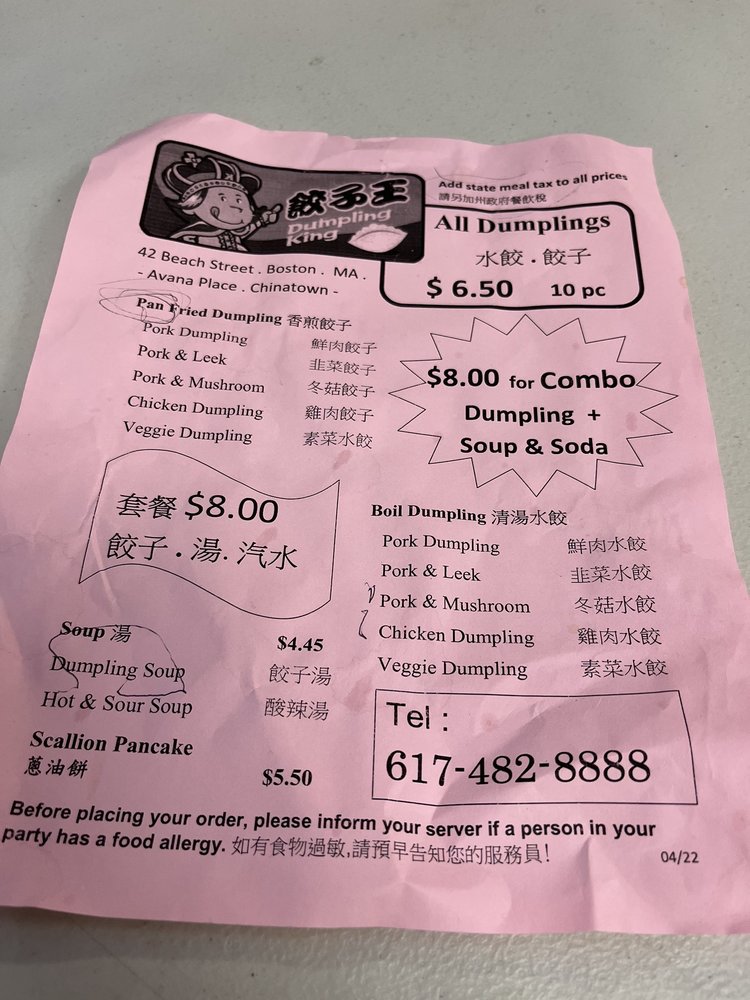 餃子王
Dumpling
King
Add state meal tax to all prices
請另加州政府餐飲稅
All Dumplings
水餃 . 餃子
$ 6.50 10 pc
42 Beach Street . Boston . MA .
- Avana Place . Chinatown -
Pan Fried Dumpling 香煎餃子
Pork Dumpling 鮮肉餃子
Pork & Leek 韭菜餃子
Pork & Mushroom 冬菇餃子
Chicken Dumpling 雞肉餃子
Veggie Dumpling 素菜水餃
$8.00 for Combo
Dumpling +
Soup & Soda
套餐 $8.00
餃子 . 湯. 汽水
Boil Dumpling 清湯水餃
Pork Dumpling 鮮肉水餃
Pork & Leek 韭菜水餃
Pork & Mushroom 冬菇水餃
Chicken Dumpling 雞肉水餃
Veggie Dumpling 素菜水餃
Soup 湯 $4.45
Dumpling Soup 餃子湯
Hot & Sour Soup 酸辣湯
Scallion Pancake
蔥油餅 $5.50
Tel :
617-482-8888
Before placing your order, please inform your server if a person in your
party has a food allergy. 如有食物過敏,請預早告知您的服務員!
04/22